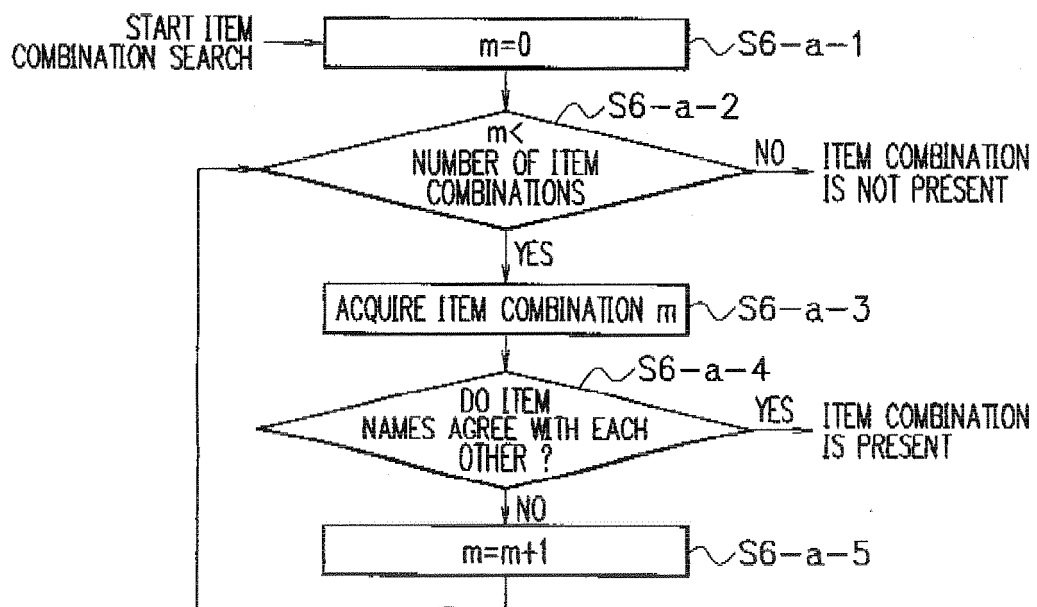 START ITEM
COMBINATION SEARCH
m=0
S6-a-1
S6-a-2
m<
NUMBER OF ITEM
COMBINATIONS
NO
ITEM COMBINATION
IS NOT PRESENT
YES
ACQUIRE ITEM COMBINATION m
S6-a-3
S6-a-4
DO ITEM
NAMES AGREE WITH EACH
OTHER ?
YES
ITEM COMBINATION
IS PRESENT
NO
m=m+1
S6-a-5